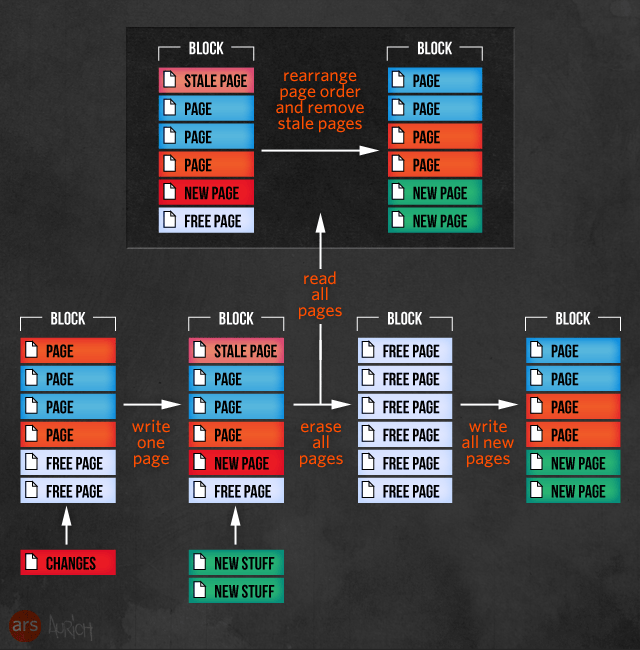 BLOCK
STALE PAGE
PAGE
PAGE
PAGE
NEW PAGE
FREE PAGE
rearrange
page order
and remove
stale pages
BLOCK
PAGE
PAGE
PAGE
PAGE
NEW PAGE
NEW PAGE
read
all
pages
BLOCK
PAGE
PAGE
PAGE
PAGE
FREE PAGE
FREE PAGE
CHANGES
write
one
page
BLOCK
STALE PAGE
PAGE
PAGE
PAGE
NEW PAGE
FREE PAGE
NEW STUFF
NEW STUFF
erase
all
pages
BLOCK
FREE PAGE
FREE PAGE
FREE PAGE
FREE PAGE
FREE PAGE
FREE PAGE
write
all new
pages
BLOCK
PAGE
PAGE
PAGE
PAGE
NEW PAGE
NEW PAGE
ars
AURICH